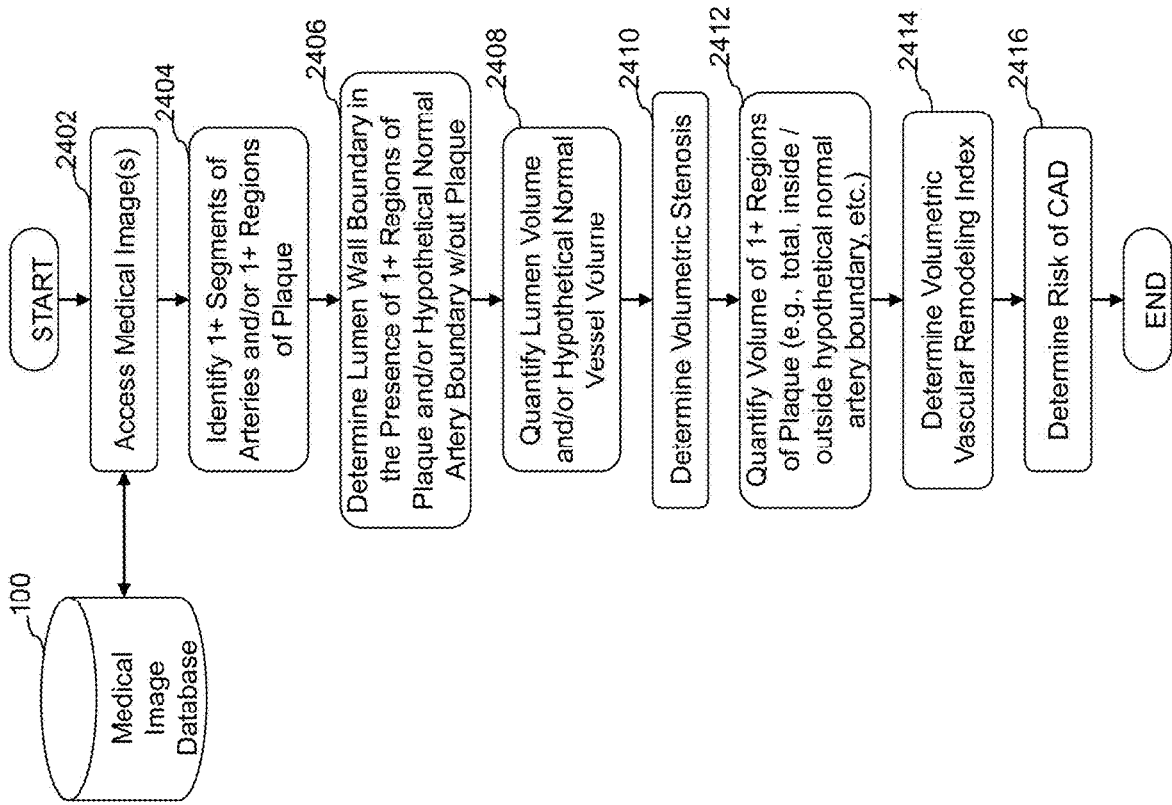 START
2402
Access Medical Image(s)
100
Medical
Image
Database
2404
Identify 1+ Segments of
Arteries and/or 1+ Regions
of Plaque
2406
Determine Lumen Wall Boundary in
the Presence of 1+ Regions of
Plaque and/or Hypothetical Normal
Artery Boundary w/out Plaque
2408
Quantify Lumen Volume
and/or Hypothetical Normal
Vessel Volume
2410
Determine Volumetric Stenosis
2412
Quantify Volume of 1+ Regions
of Plaque (e.g., total, inside /
outside hypothetical normal
artery boundary, etc.)
2414
Determine Volumetric
Vascular Remodeling Index
2416
Determine Risk of CAD
END